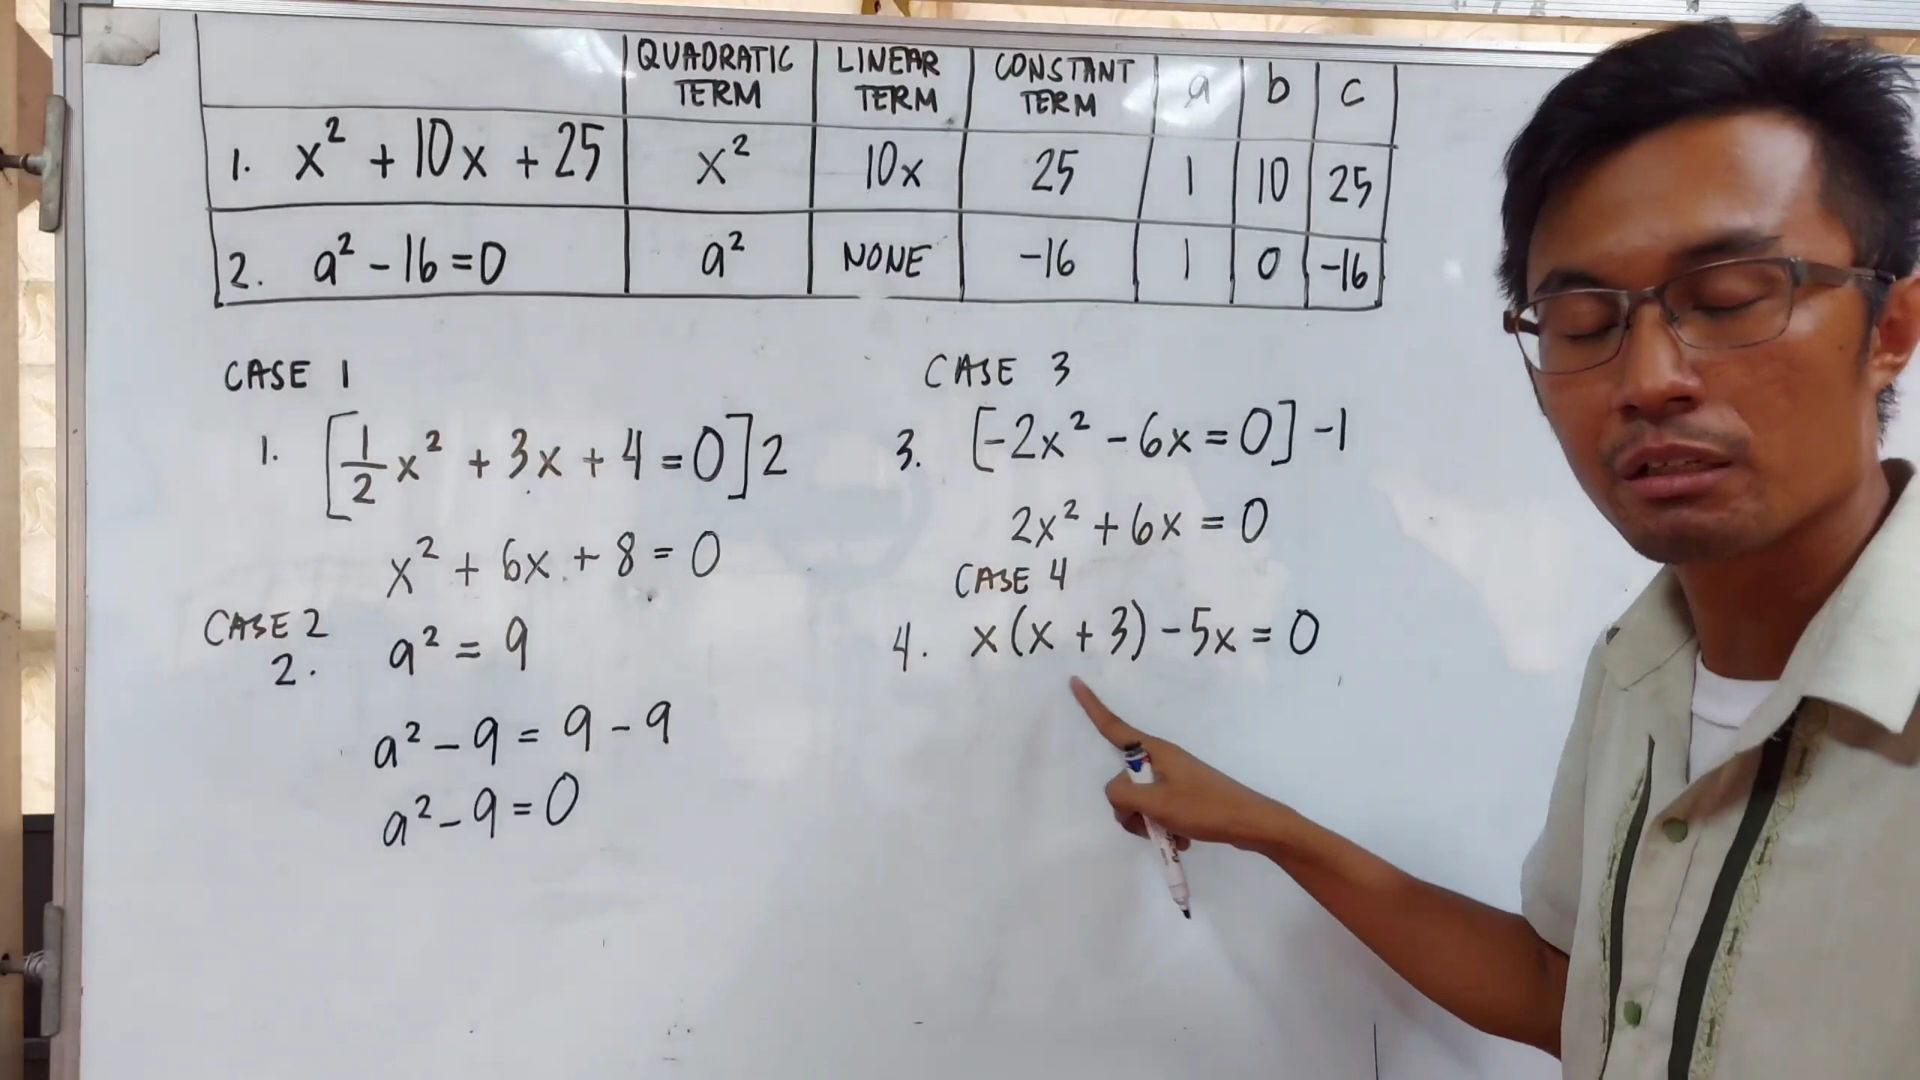 QUADRATIC TERM LINEAR TERM CONSTANT TERM a b c
1. x² + 10x + 25 x² 10x 25 1 10 25
2. a² - 16 = 0 a² NONE -16 1 0 -16
CASE 1
1. [1/2 x² + 3x + 4 = 0] 2
x² + 6x + 8 = 0
CASE 2
2. a² = 9
a² - 9 = 9 - 9
a² - 9 = 0
CASE 3
3. [-2x² - 6x = 0] -1
2x² + 6x = 0
CASE 4
4. x(x + 3) - 5x = 0